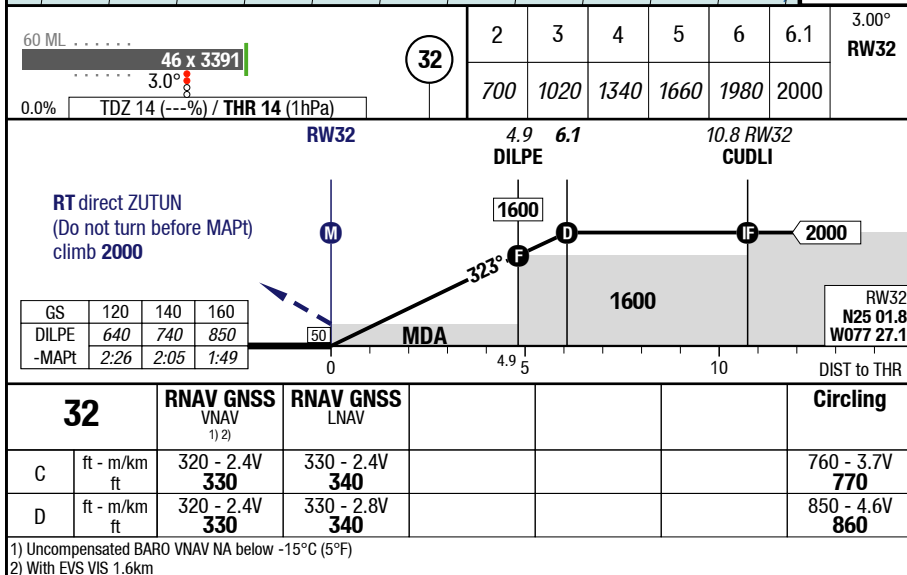 60 ML
46 x 3391
3.0°
0.0% TDZ 14 (---%) / THR 14 (1hPa)
32
2 3 4 5 6 6.1 3.00°
RW32
700 1020 1340 1660 1980 2000
RW32 4.9 6.1 10.8 RW32
DILPE CUDLI
RT direct ZUTUN
(Do not turn before MAPt)
climb 2000
1600
M D IF 2000
F
323°
1600
GS 120 140 160
DILPE 640 740 850
-MAPt 2:26 2:05 1:49
50 MDA
RW32
N25 01.8
W077 27.1
0 4.9 5 10 DIST to THR
32 RNAV GNSS RNAV GNSS Circling
VNAV LNAV
1) 2)
C ft - m/km 320 - 2.4V 330 - 2.4V 760 - 3.7V
ft 330 340 770
D ft - m/km 320 - 2.4V 330 - 2.8V 850 - 4.6V
ft 330 340 860
1) Uncompensated BARO VNAV NA below -15°C (5°F)
2) With EVS VIS 1.6km